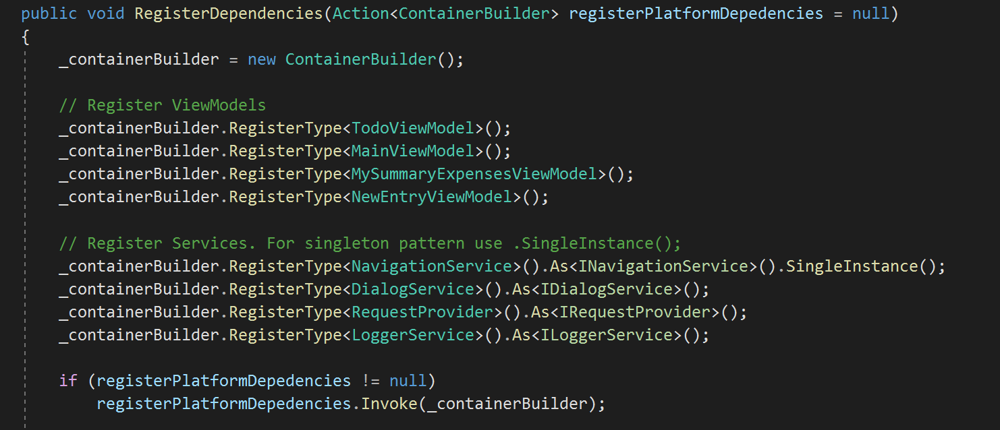 public void RegisterDependencies(Action<ContainerBuilder> registerPlatformDepedencies = null)
{
_containerBuilder = new ContainerBuilder();
// Register ViewModels
_containerBuilder.RegisterType<TodoViewModel>();
_containerBuilder.RegisterType<MainViewModel>();
_containerBuilder.RegisterType<MySummaryExpensesViewModel>();
_containerBuilder.RegisterType<NewEntryViewModel>();
// Register Services. For singleton pattern use .SingleInstance();
_containerBuilder.RegisterType<NavigationService>().As<INavigationService>().SingleInstance();
_containerBuilder.RegisterType<DialogService>().As<IDialogService>();
_containerBuilder.RegisterType<RequestProvider>().As<IRequestProvider>();
_containerBuilder.RegisterType<LoggerService>().As<ILoggerService>();
if (registerPlatformDepedencies != null)
registerPlatformDepedencies.Invoke(_containerBuilder);